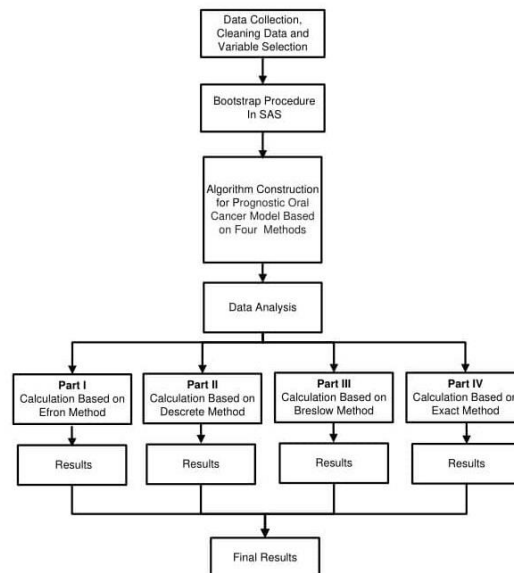 Data Collection,
Cleaning Data and
Variable Selection
Bootstrap Procedure
In SAS
Algorithm Construction
for Prognostic Oral
Cancer Model Based
on Four Methods
Data Analysis
Part I
Calculation Based on
Efron Method
Part II
Calculation Based on
Descrete Method
Part III
Calculation Based on
Breslow Method
Part IV
Calculation Based on
Exact Method
Results
Results
Results
Results
Final Results